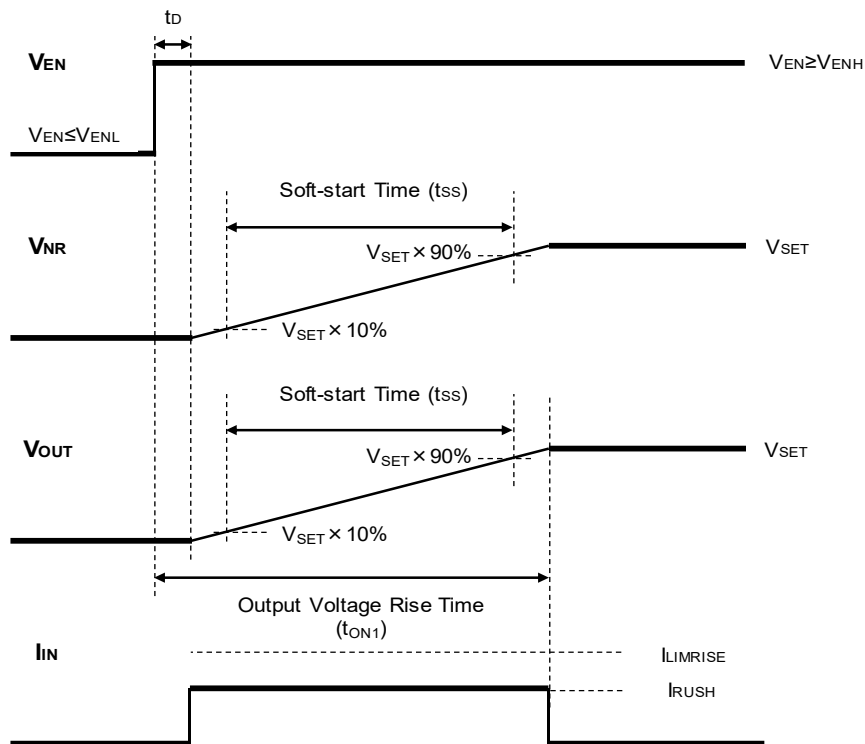 tD
VEN
VEN≥VENH
VEN≤VENL
Soft-start Time (tss)
VNR
VSET × 90%
VSET
VSET × 10%
Soft-start Time (tss)
VOUT
VSET × 90%
VSET
VSET × 10%
Output Voltage Rise Time
(tON1)
IIN
ILIMRISE
IRUSH